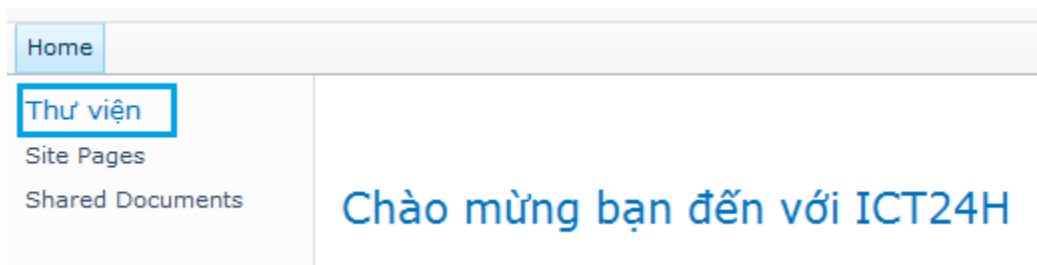 Home
Thư viện
Site Pages
Shared Documents
Chào mừng bạn đến với ICT24H